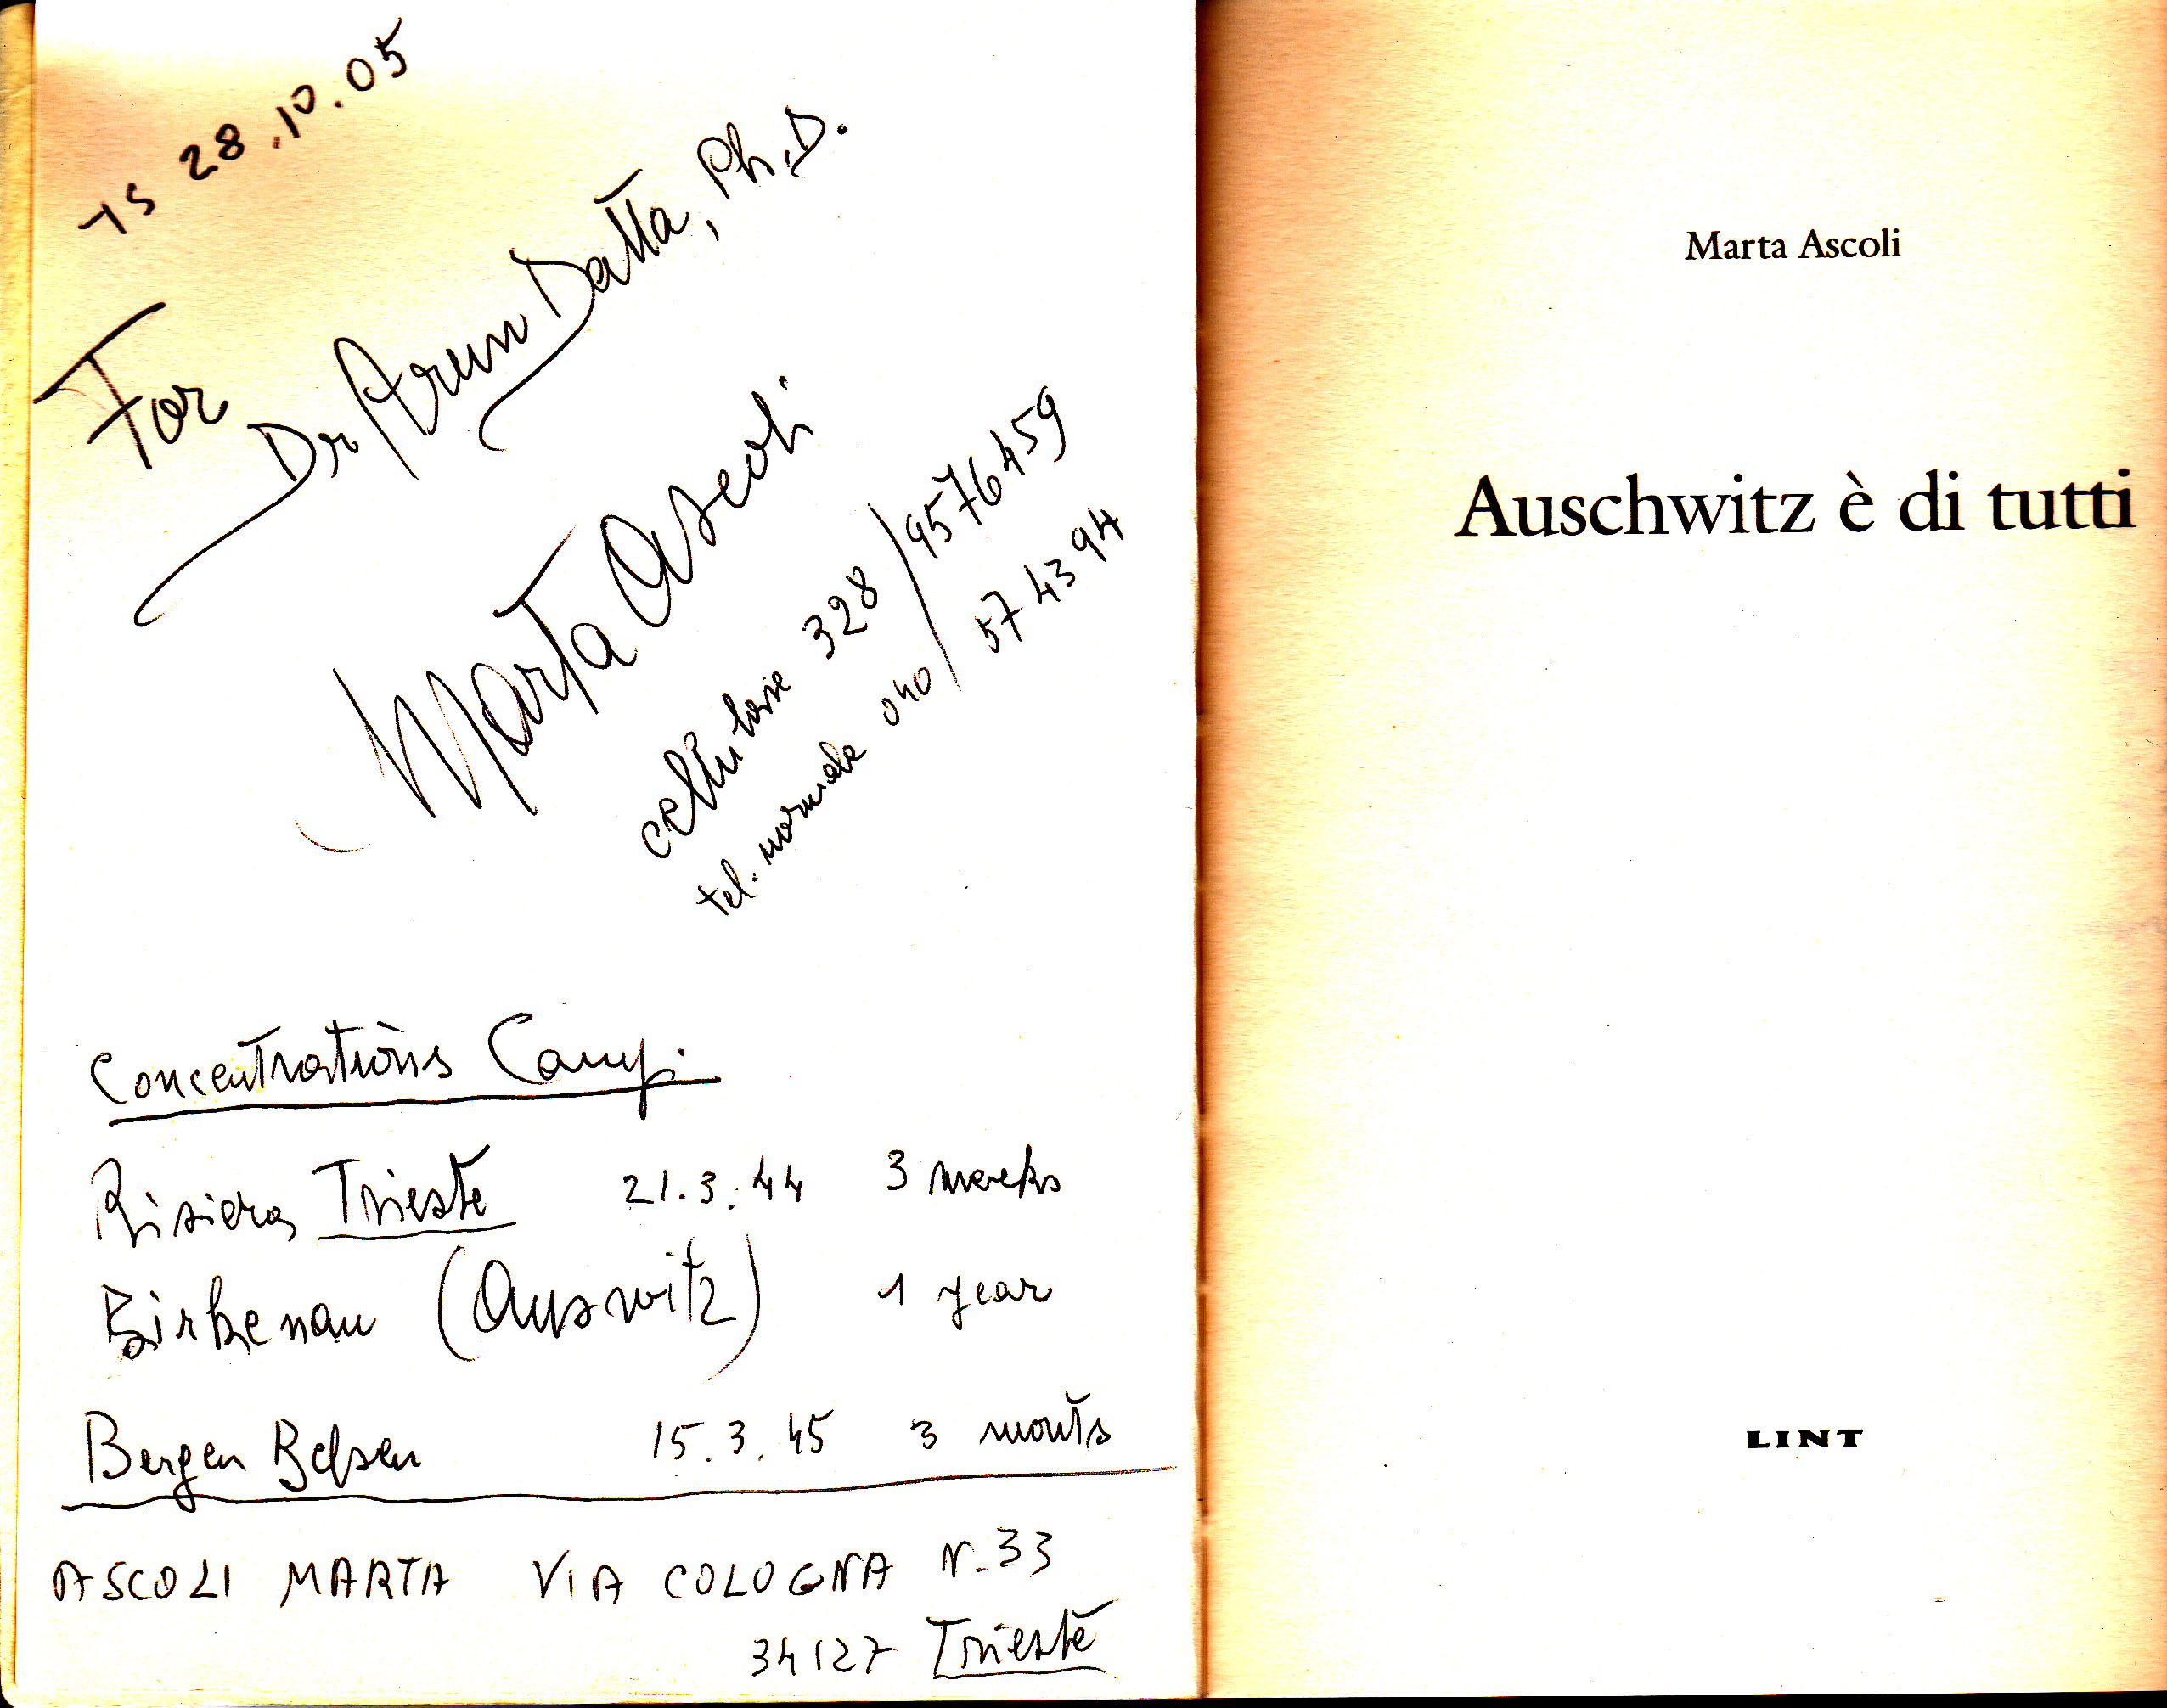 TS 28.10.05
For
Dr Arun Datta, Ph.D.
Marta Ascoli
cellulare 328/9576459
tel. normale 040/574394
Concentrations Camp.
Risiera Trieste 21.3.44 3 weeks
Birkenau (Auswitz) 1 year
Bergen Belsen 15.3.45 3 monts
ASCOLI MARTA VIA COLOGNA N. 33
34127 Trieste
Marta Ascoli
Auschwitz è di tutti
LINT